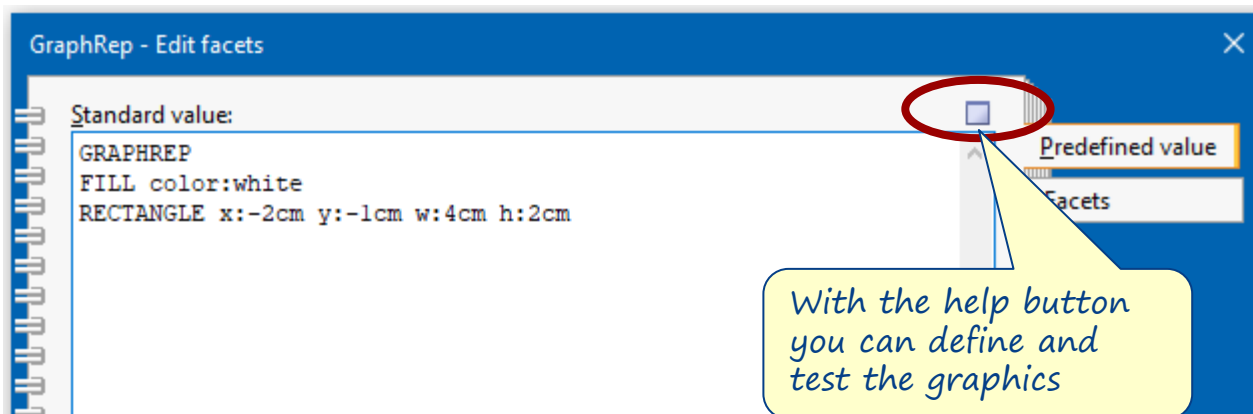 GraphRep - Edit facets
Standard value:
GRAPHREP
FILL color:white
RECTANGLE x:-2cm y:-1cm w:4cm h:2cm
Predefined value
Facets
With the help button
you can define and
test the graphics